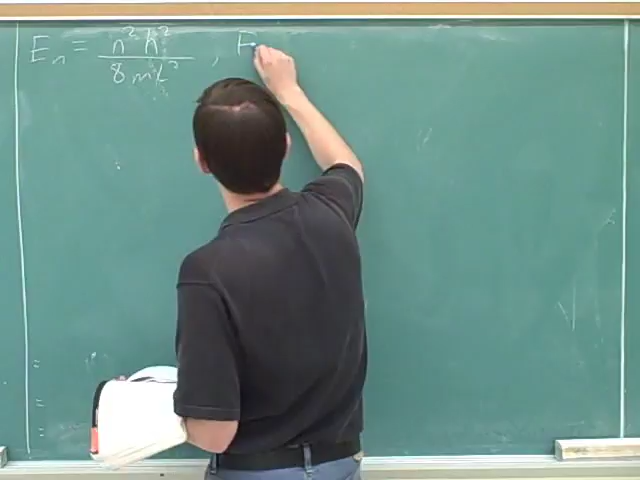 Eₙ = n²h² / 8mL² , E